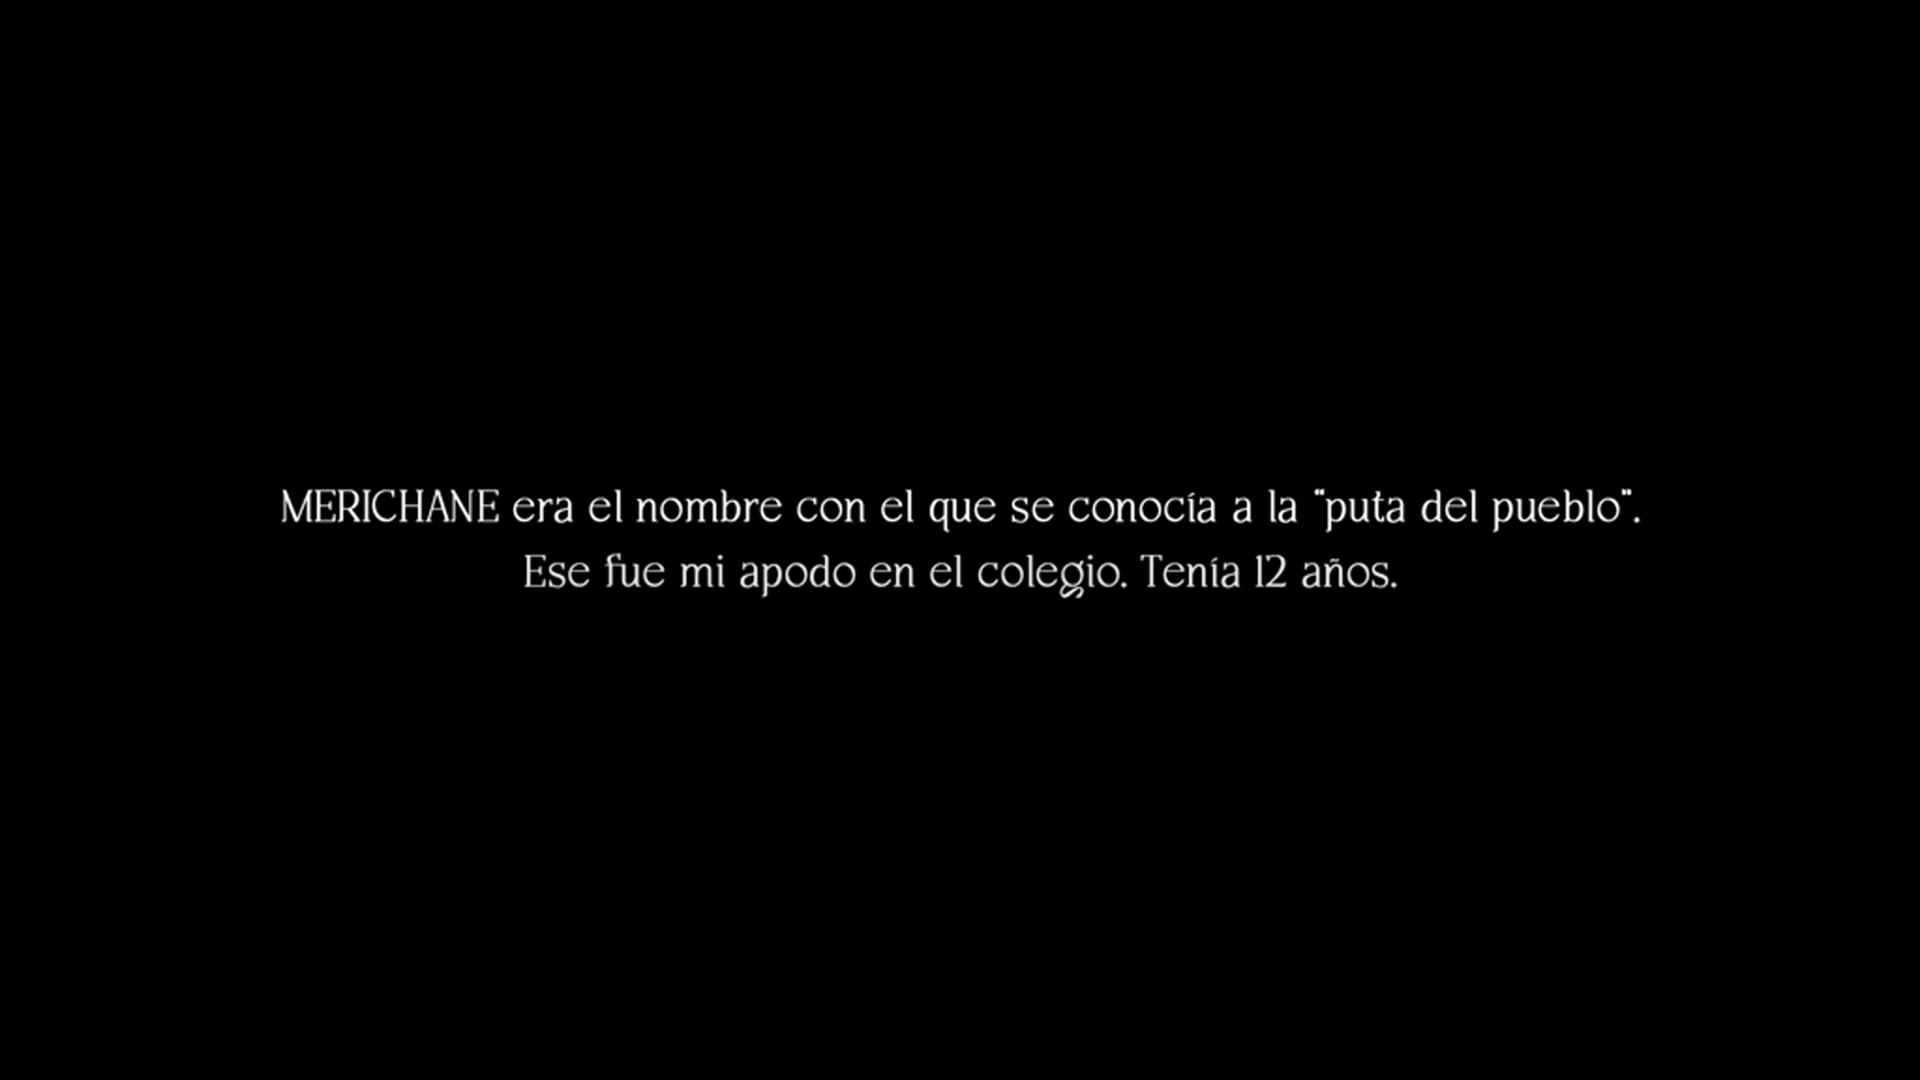 MERICHANE era el nombre con el que se conocía a la “puta del pueblo”.
Ese fue mi apodo en el colegio. Tenía 12 años.